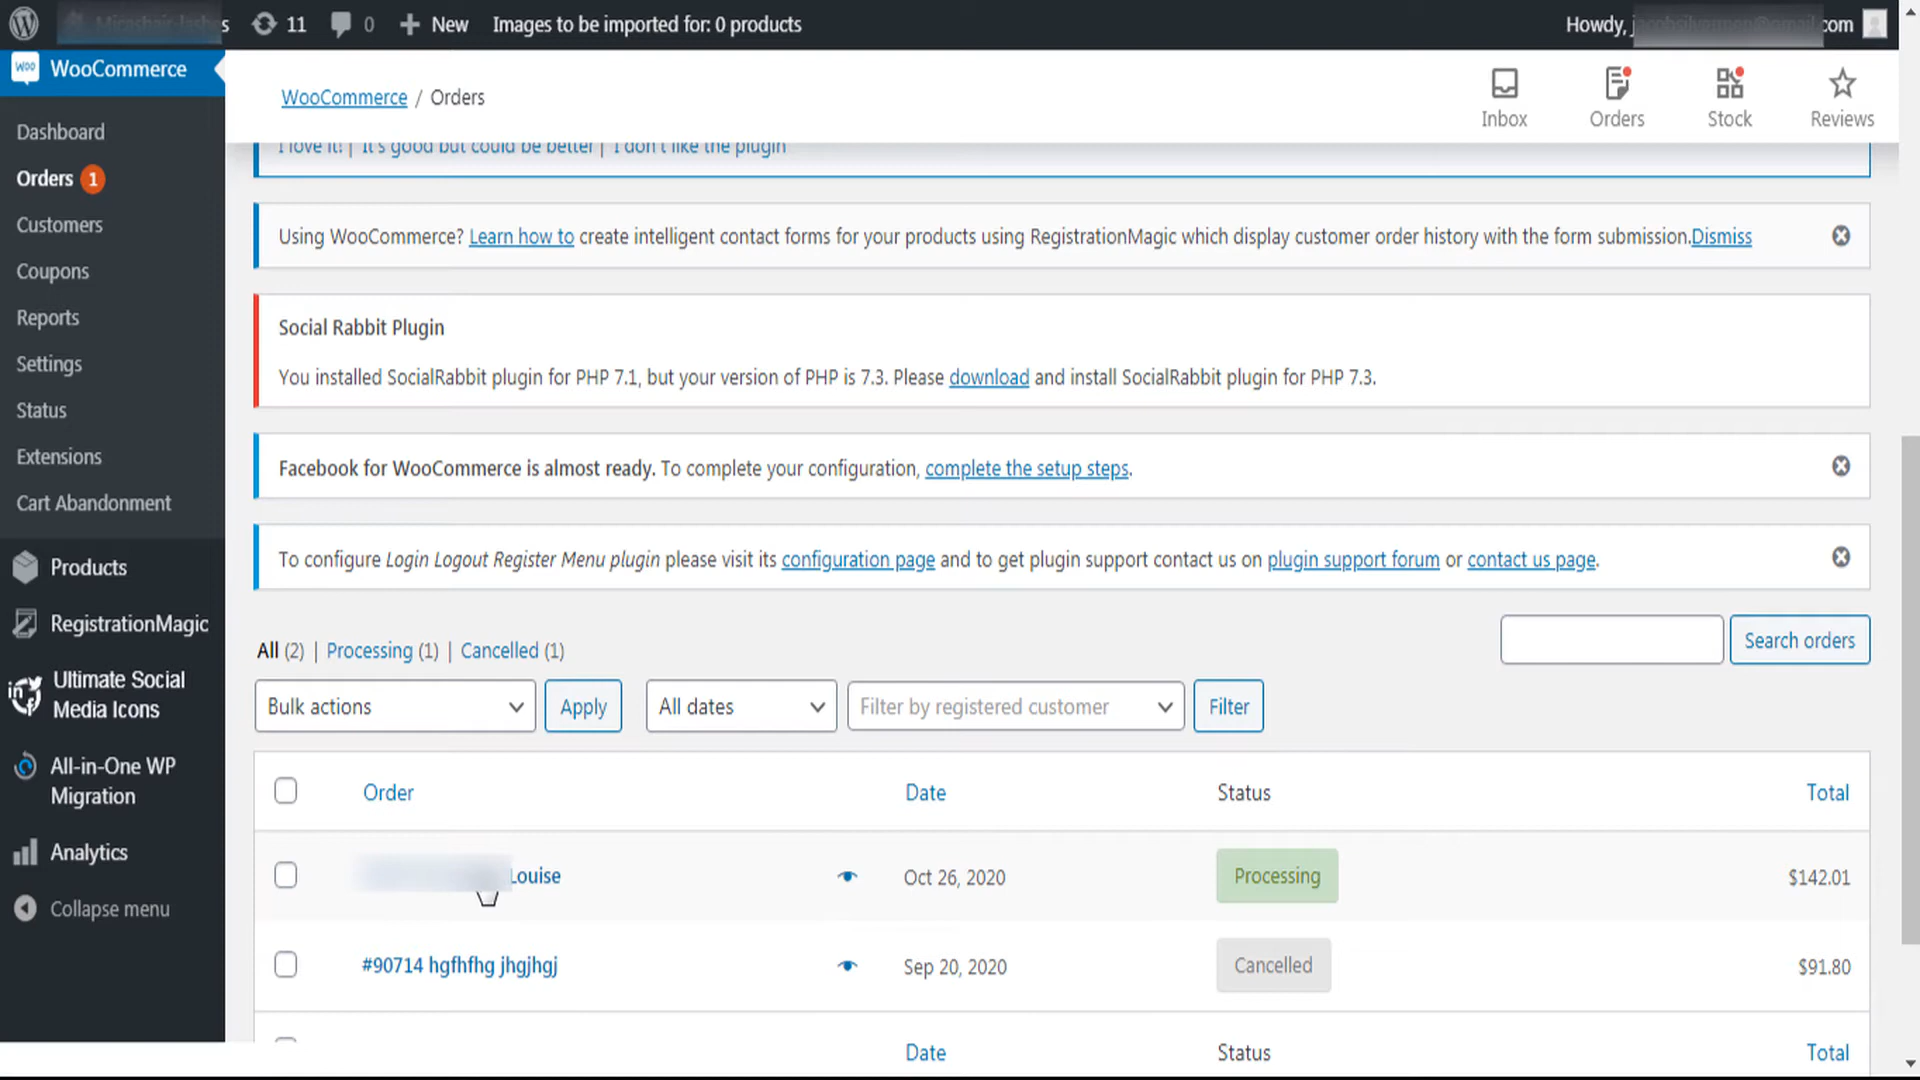 11 0 New Images to be imported for: 0 products Howdy, com
WooCommerce
WooCommerce / Orders
Inbox
Orders
Stock
Reviews
Dashboard
Orders 1
Customers
Coupons
Reports
Settings
Status
Extensions
Cart Abandonment
Products
RegistrationMagic
Ultimate Social
Media Icons
All-in-One WP
Migration
Analytics
Collapse menu
I love it! | It's good but could be better | I don't like the plugin
Using WooCommerce? Learn how to create intelligent contact forms for your products using RegistrationMagic which display customer order history with the form submission.Dismiss
Social Rabbit Plugin
You installed SocialRabbit plugin for PHP 7.1, but your version of PHP is 7.3. Please download and install SocialRabbit plugin for PHP 7.3.
Facebook for WooCommerce is almost ready. To complete your configuration, complete the setup steps.
To configure Login Logout Register Menu plugin please visit its configuration page and to get plugin support contact us on plugin support forum or contact us page.
All (2) | Processing (1) | Cancelled (1)
Search orders
Bulk actions Apply All dates Filter by registered customer Filter
Order Date Status Total
Louise Oct 26, 2020 Processing $142.01
#90714 hgfhfhg jhgjhgj Sep 20, 2020 Cancelled $91.80
Date Status Total